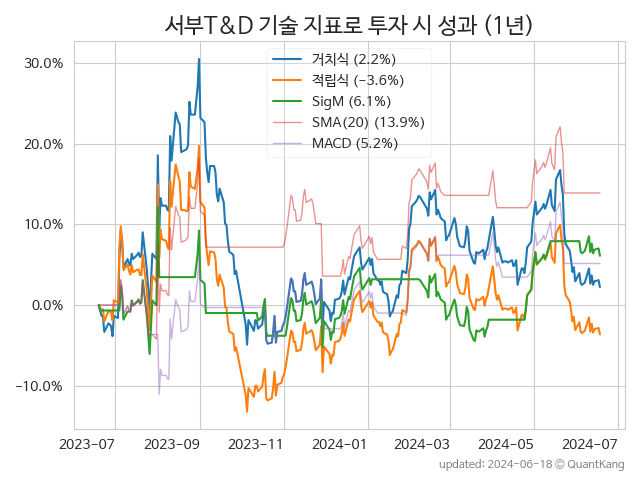 서부T&D 기술 지표로 투자 시 성과 (1년)
거치식 (2.2%)
적립식 (−3.6%)
SigM (6.1%)
SMA(20) (13.9%)
MACD (5.2%)
30.0%
20.0%
10.0%
0.0%
−10.0%
2023-07 2023-09 2023-11 2024-01 2024-03 2024-05 2024-07
updated: 2024-06-18 © QuantKang